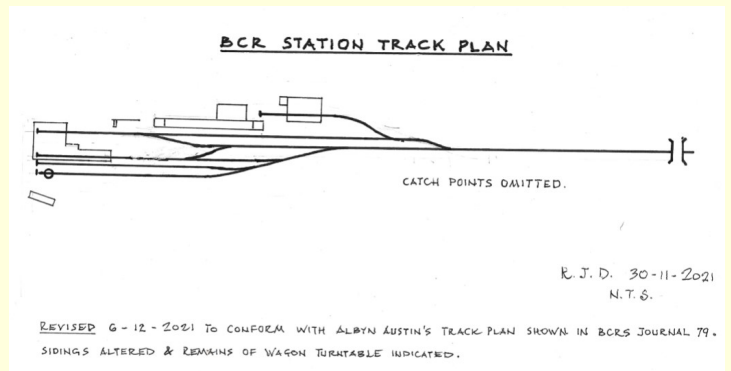 BCR STATION TRACK PLAN
CATCH POINTS OMITTED.
R.J.D. 30-11-2021
N.T.S.
REVISED 6-12-2021 TO CONFORM WITH ALBYN AUSTIN'S TRACK PLAN SHOWN IN BCRS JOURNAL 79.
SIDINGS ALTERED & REMAINS OF WAGON TURNTABLE INDICATED.